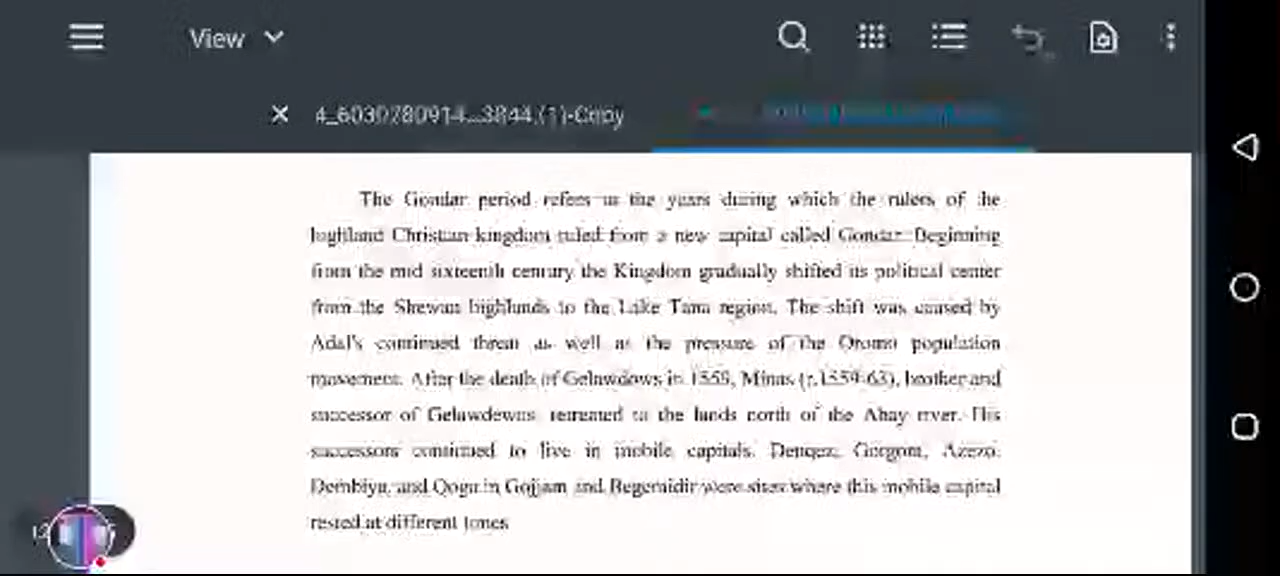 View
4_6030780914...3844 (1)-Copy
The Gondar period refers to the years during which the rulers of the
highland Christian kingdom ruled from a new capital called Gondar. Beginning
from the mid sixteenth century the Kingdom gradually shifted its political center
from the Shewan highlands to the Lake Tana region. The shift was caused by
Adal's continued threat as well as the pressure of the Oromo population
movement. After the death of Gelawdows in 1559, Minas (r.1559-63), brother and
successor of Gelawdewos, retreated to the lands north of the Abay river. His
successors continued to live in mobile capitals. Denqez, Gorgora, Azezo,
Dembiya, and Qoga in Gojjam and Begemidir were sites where this mobile capital
rested at different times